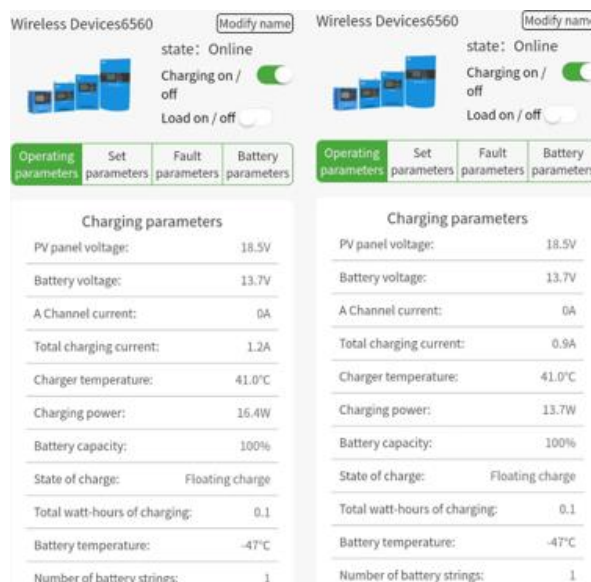 Wireless Devices6560
Modify name
state: Online
Charging on /
off
Load on / off
Operating parameters
Set parameters
Fault parameters
Battery parameters
Charging parameters
PV panel voltage: 18.5V
Battery voltage: 13.7V
A Channel current: 0A
Total charging current: 1.2A
Charger temperature: 41.0°C
Charging power: 16.4W
Battery capacity: 100%
State of charge: Floating charge
Total watt-hours of charging: 0.1
Battery temperature: -47°C
Number of battery strings: 1
Wireless Devices6560
Modify name
state: Online
Charging on /
off
Load on / off
Operating parameters
Set parameters
Fault parameters
Battery parameters
Charging parameters
PV panel voltage: 18.5V
Battery voltage: 13.7V
A Channel current: 0A
Total charging current: 0.9A
Charger temperature: 41.0°C
Charging power: 13.7W
Battery capacity: 100%
State of charge: Floating charge
Total watt-hours of charging: 0.1
Battery temperature: -47°C
Number of battery strings: 1